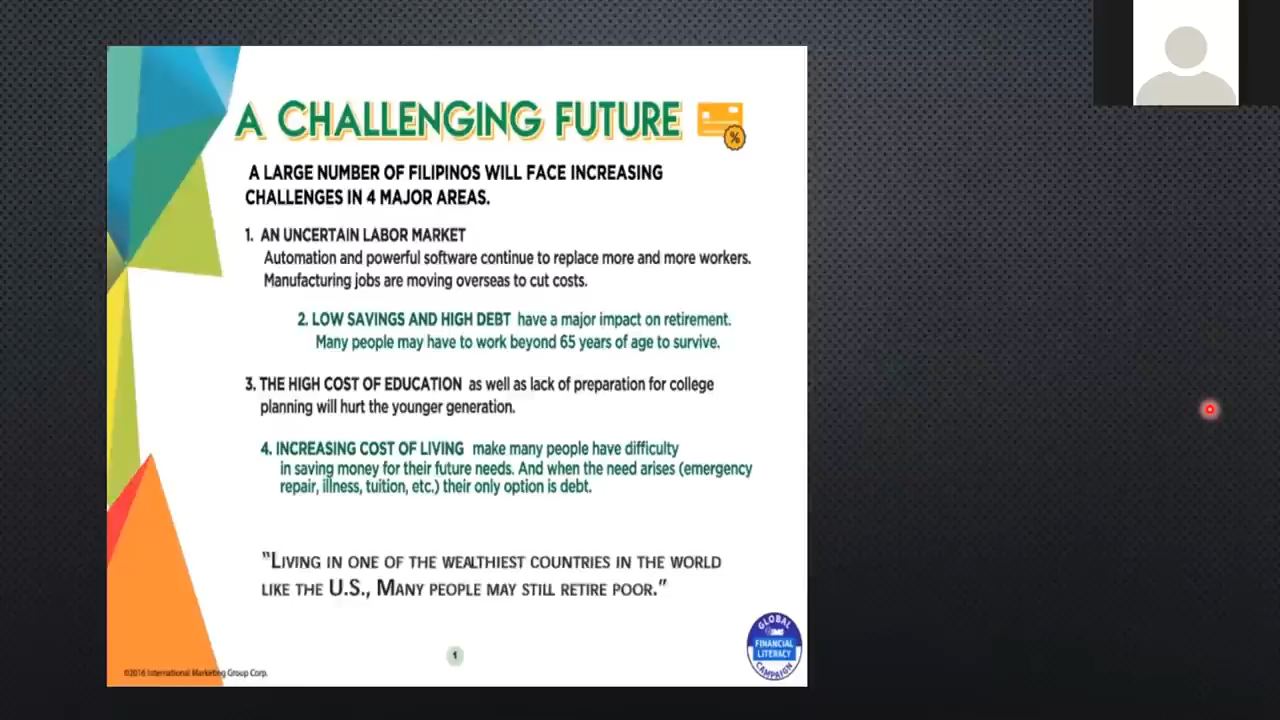 A CHALLENGING FUTURE
%
A LARGE NUMBER OF FILIPINOS WILL FACE INCREASING
CHALLENGES IN 4 MAJOR AREAS.
1. AN UNCERTAIN LABOR MARKET
Automation and powerful software continue to replace more and more workers.
Manufacturing jobs are moving overseas to cut costs.
2. LOW SAVINGS AND HIGH DEBT have a major impact on retirement.
Many people may have to work beyond 65 years of age to survive.
3. THE HIGH COST OF EDUCATION as well as lack of preparation for college
planning will hurt the younger generation.
4. INCREASING COST OF LIVING make many people have difficulty
in saving money for their future needs. And when the need arises (emergency
repair, illness, tuition, etc.) their only option is debt.
"LIVING IN ONE OF THE WEALTHIEST COUNTRIES IN THE WORLD
LIKE THE U.S., MANY PEOPLE MAY STILL RETIRE POOR."
1
GLOBAL
IMG
FINANCIAL
LITERACY
CAMPAIGN
©2016 International Marketing Group Corp.